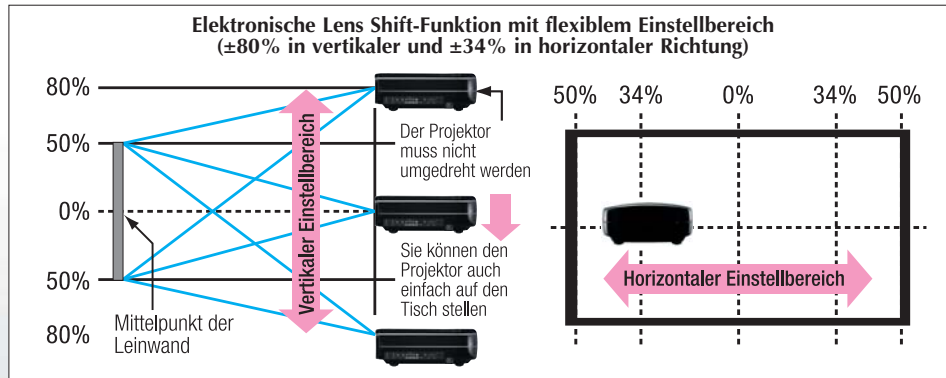 Elektronische Lens Shift-Funktion mit flexiblem Einstellbereich
(±80% in vertikaler und ±34% in horizontaler Richtung)
80%
50%
0%
50%
80%
Vertikaler Einstellbereich
Mittelpunkt der
Leinwand
Der Projektor
muss nicht
umgedreht werden
Sie können den
Projektor auch
einfach auf den
Tisch stellen
50% 34% 0% 34% 50%
Horizontaler Einstellbereich